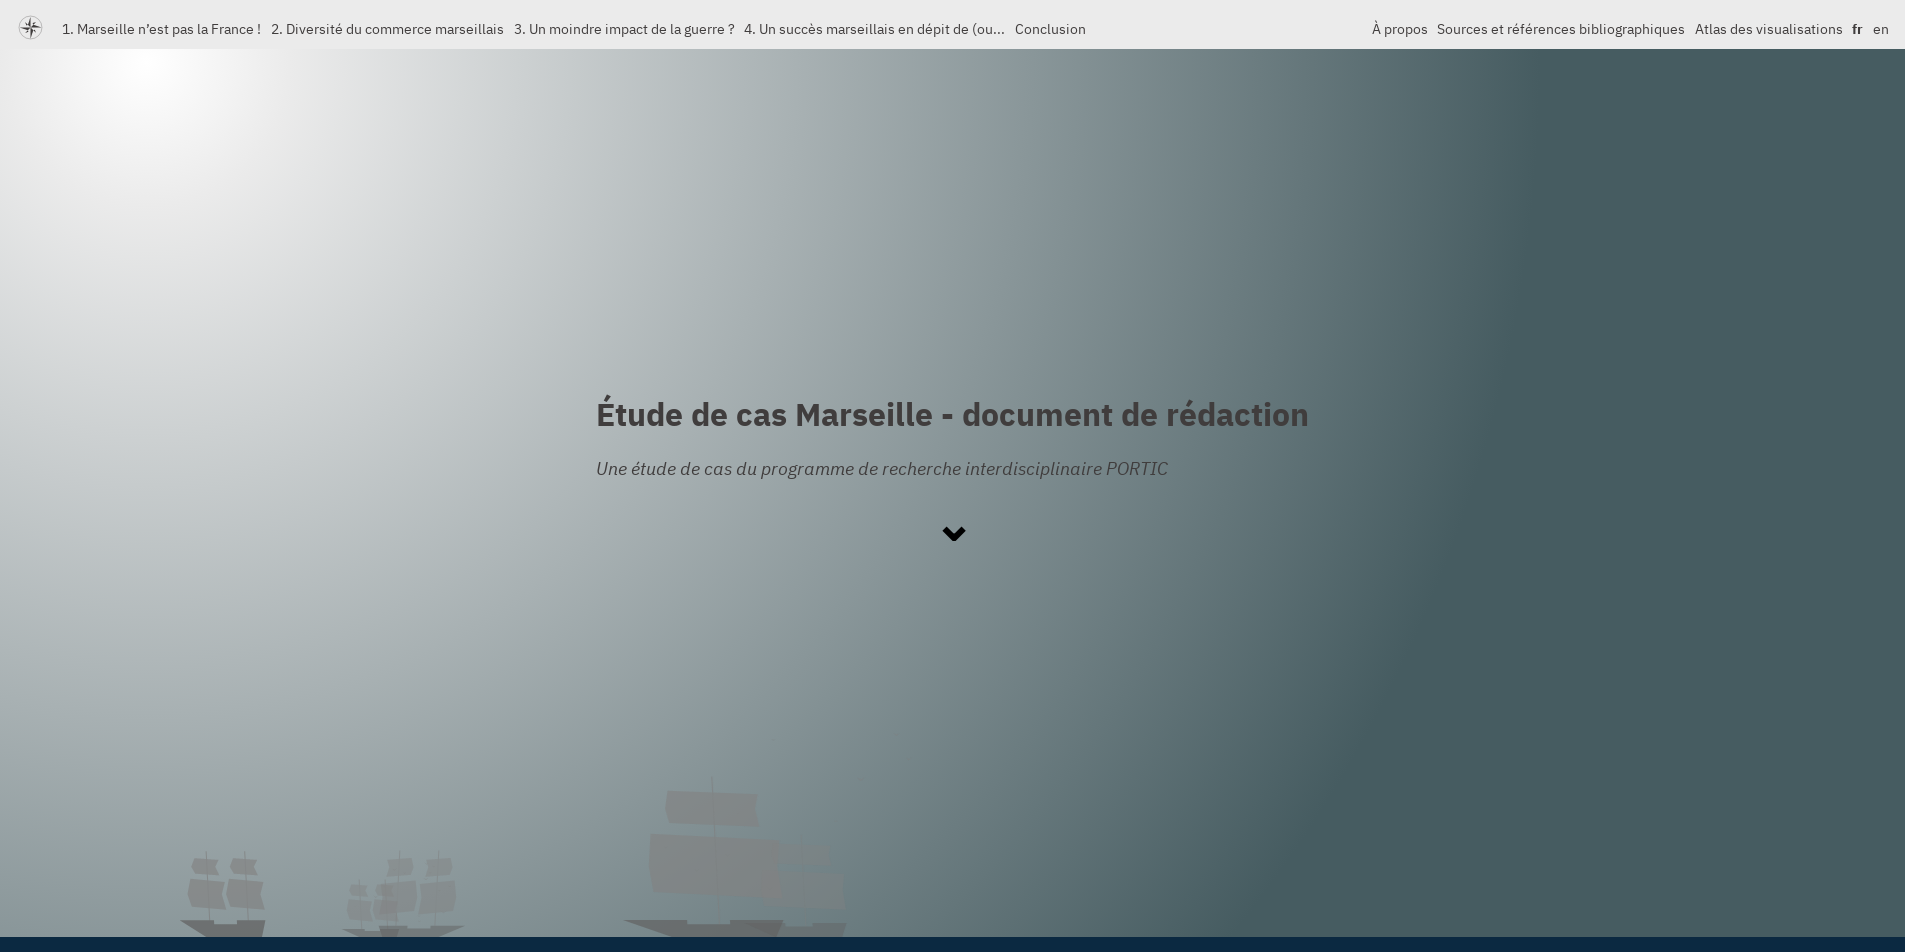 1. Marseille n’est pas la France ! 2. Diversité du commerce marseillais 3. Un moindre impact de la guerre ? 4. Un succès marseillais en dépit de (ou... Conclusion À propos Sources et références bibliographiques Atlas des visualisations fr en
Étude de cas Marseille - document de rédaction
Une étude de cas du programme de recherche interdisciplinaire PORTIC